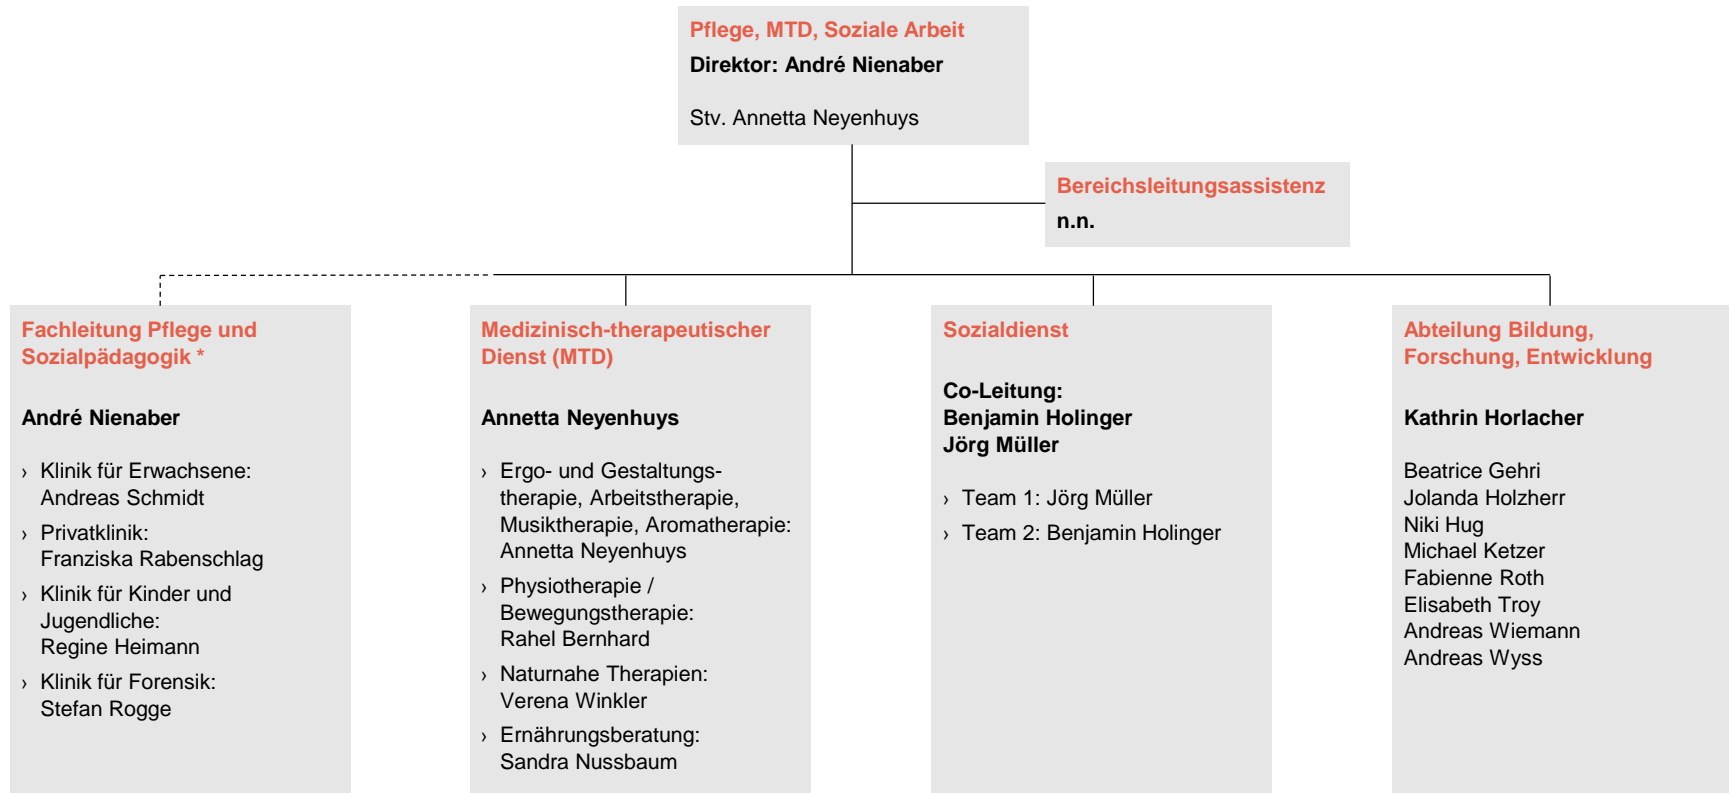 Pflege, MTD, Soziale Arbeit
Direktor: André Nienaber
Stv. Annetta Neyenhuys
Bereichsleitungsassistenz
n.n.
Fachleitung Pflege und
Sozialpädagogik *
André Nienaber
› Klinik für Erwachsene:
Andreas Schmidt
› Privatklinik:
Franziska Rabenschlag
› Klinik für Kinder und
Jugendliche:
Regine Heimann
› Klinik für Forensik:
Stefan Rogge
Medizinisch-therapeutischer
Dienst (MTD)
Annetta Neyenhuys
› Ergo- und Gestaltungs-
therapie, Arbeitstherapie,
Musiktherapie, Aromatherapie:
Annetta Neyenhuys
› Physiotherapie /
Bewegungstherapie:
Rahel Bernhard
› Naturnahe Therapien:
Verena Winkler
› Ernährungsberatung:
Sandra Nussbaum
Sozialdienst
Co-Leitung:
Benjamin Holinger
Jörg Müller
› Team 1: Jörg Müller
› Team 2: Benjamin Holinger
Abteilung Bildung,
Forschung, Entwicklung
Kathrin Horlacher
Beatrice Gehri
Jolanda Holzherr
Niki Hug
Michael Ketzer
Fabienne Roth
Elisabeth Troy
Andreas Wiemann
Andreas Wyss